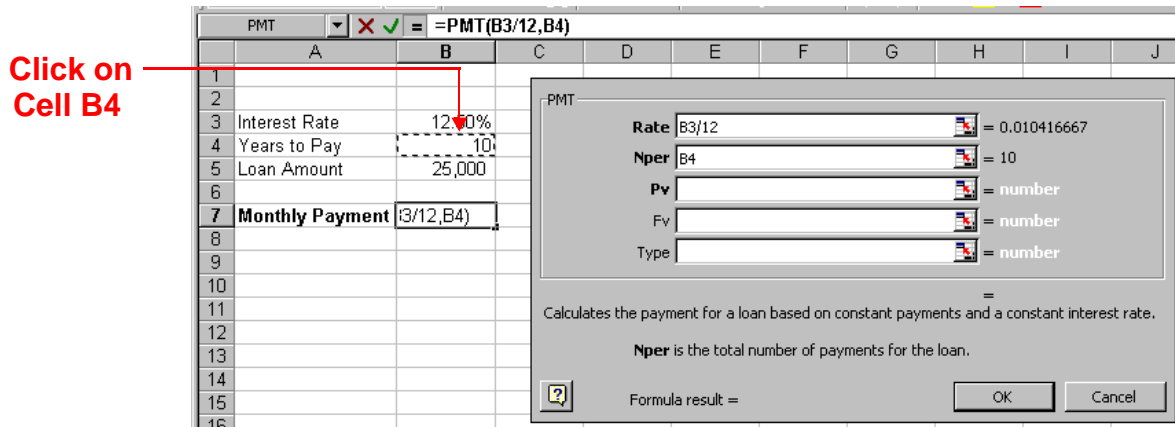 PMT = =PMT(B3/12,B4)
A B C D E F G H I J
Click on
Cell B4
1
2
3 Interest Rate 12.50%
4 Years to Pay 10
5 Loan Amount 25,000
6
7 Monthly Payment 3/12,B4)
8
9
10
11
12
13
14
15
16
PMT
Rate B3/12 = 0.010416667
Nper B4 = 10
Pv = number
Fv = number
Type = number
=
Calculates the payment for a loan based on constant payments and a constant interest rate.
Nper is the total number of payments for the loan.
Formula result =
OK Cancel